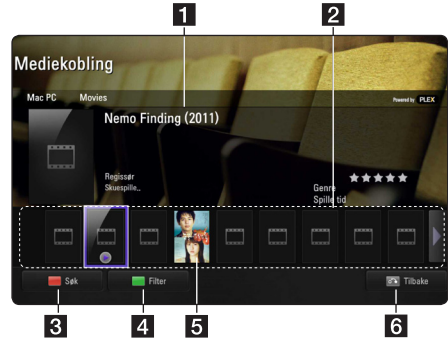 1
2
Mediekobling
Mac PC
Movies
Powered by PLEX
Nemo Finding (2011)
Regissør
Skuespille..
Genre
Spille tid
Søk
Filter
Tilbake
3
4
5
6